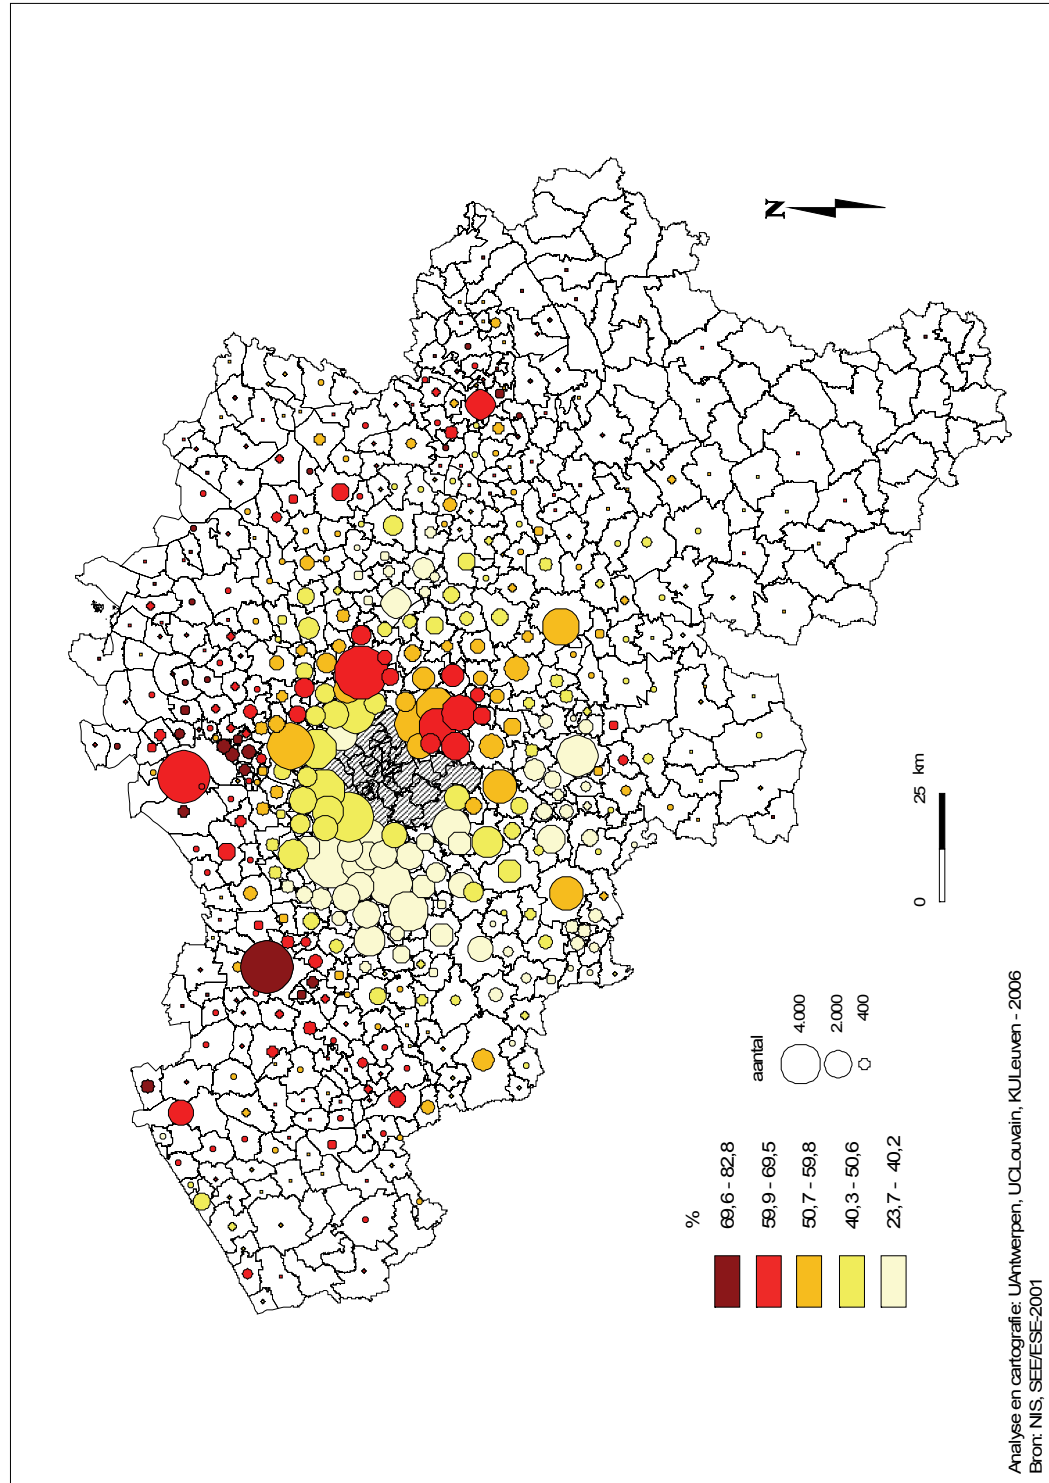 N
%
69,6 - 82,8
59,9 - 69,5
50,7 - 59,8
40,3 - 50,6
23,7 - 40,2
aantal
4.000
2.000
400
0 25 km
Analyse en cartografie: UAntwerpen, UCLouvain, KULeuven - 2006
Bron: NIS, SEE/ESE-2001